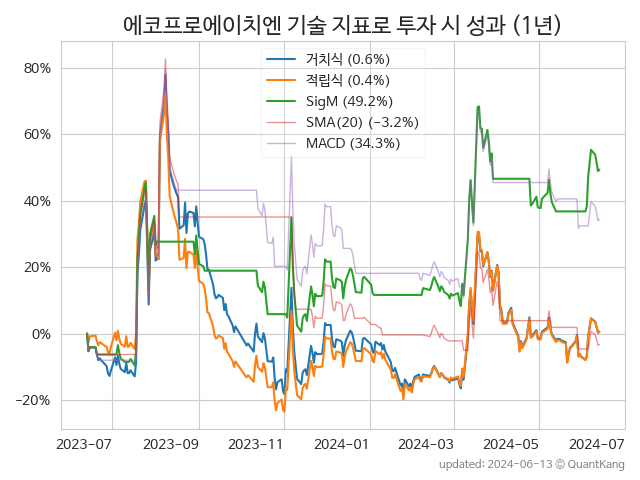 에코프로에이치엔 기술 지표로 투자 시 성과 (1년)
거치식 (0.6%)
적립식 (0.4%)
SigM (49.2%)
SMA(20) (−3.2%)
MACD (34.3%)
80%
60%
40%
20%
0%
−20%
2023-07 2023-09 2023-11 2024-01 2024-03 2024-05 2024-07
updated: 2024-06-13 © QuantKang